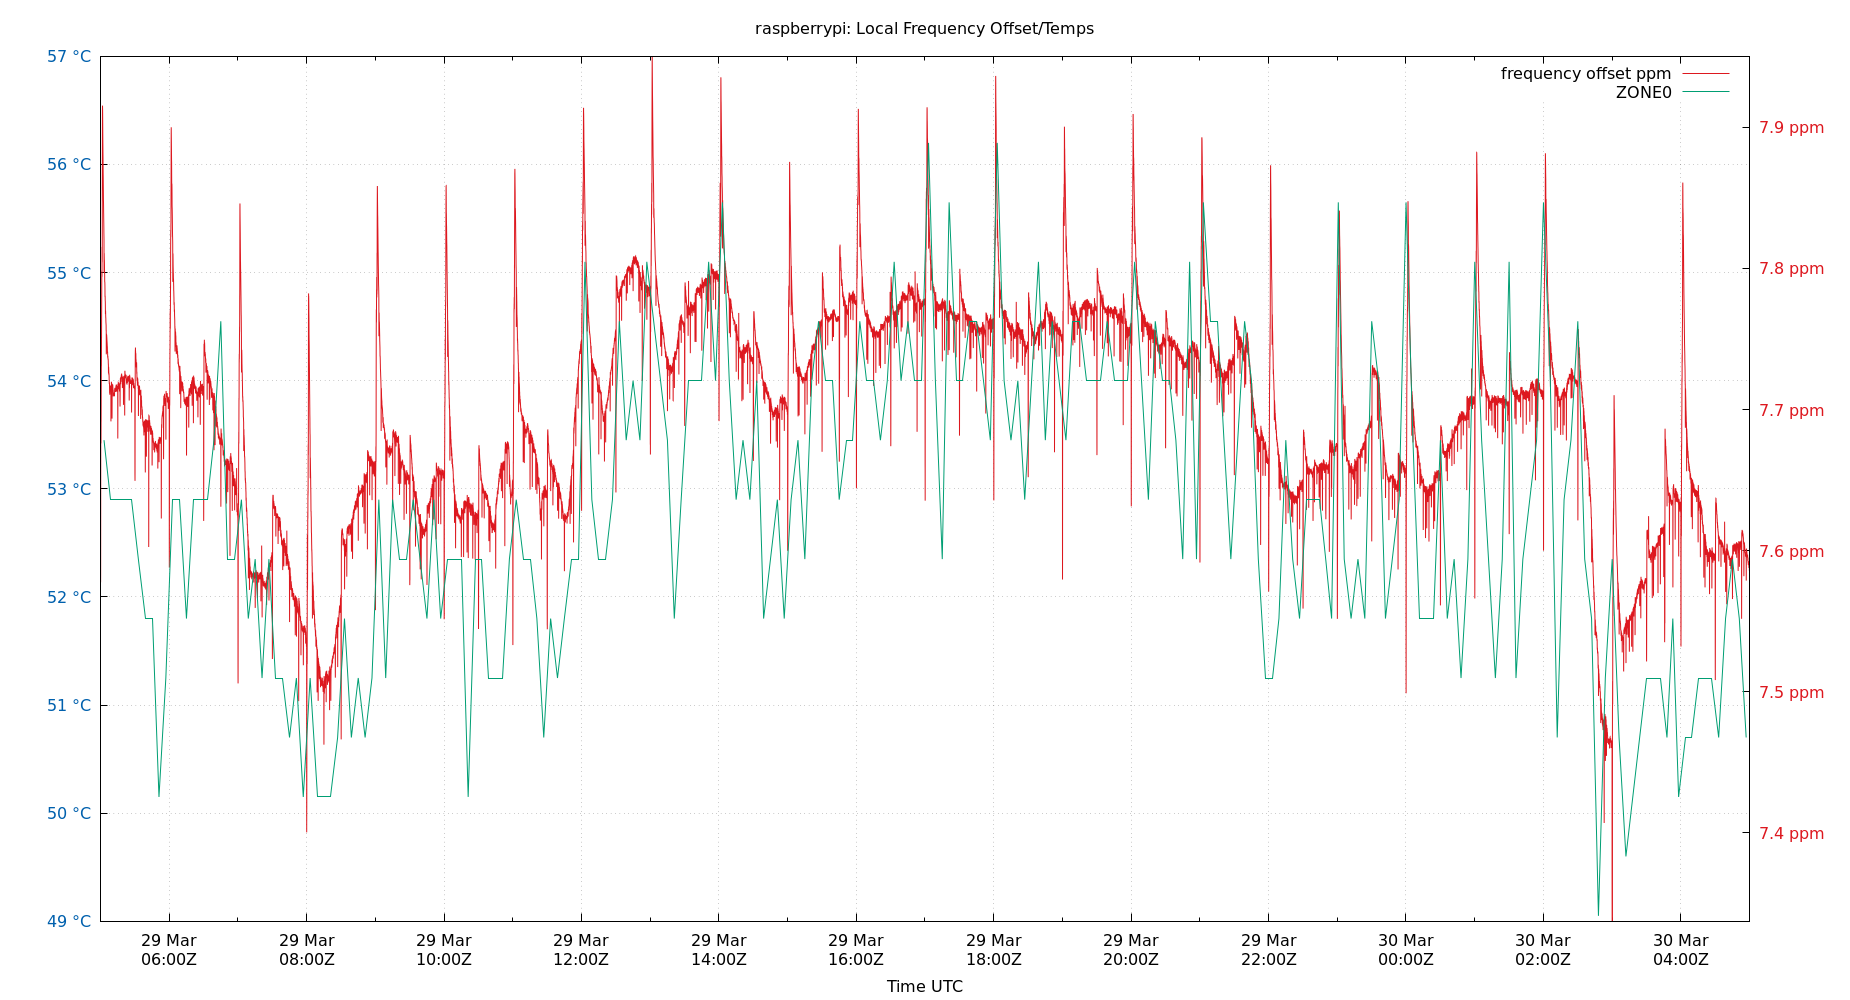 raspberrypi: Local Frequency Offset/Temps
57 °C
56 °C
55 °C
54 °C
53 °C
52 °C
51 °C
50 °C
49 °C
frequency offset ppm
ZONE0
7.9 ppm
7.8 ppm
7.7 ppm
7.6 ppm
7.5 ppm
7.4 ppm
29 Mar
06:00Z
29 Mar
08:00Z
29 Mar
10:00Z
29 Mar
12:00Z
29 Mar
14:00Z
29 Mar
16:00Z
29 Mar
18:00Z
29 Mar
20:00Z
29 Mar
22:00Z
30 Mar
00:00Z
30 Mar
02:00Z
30 Mar
04:00Z
Time UTC